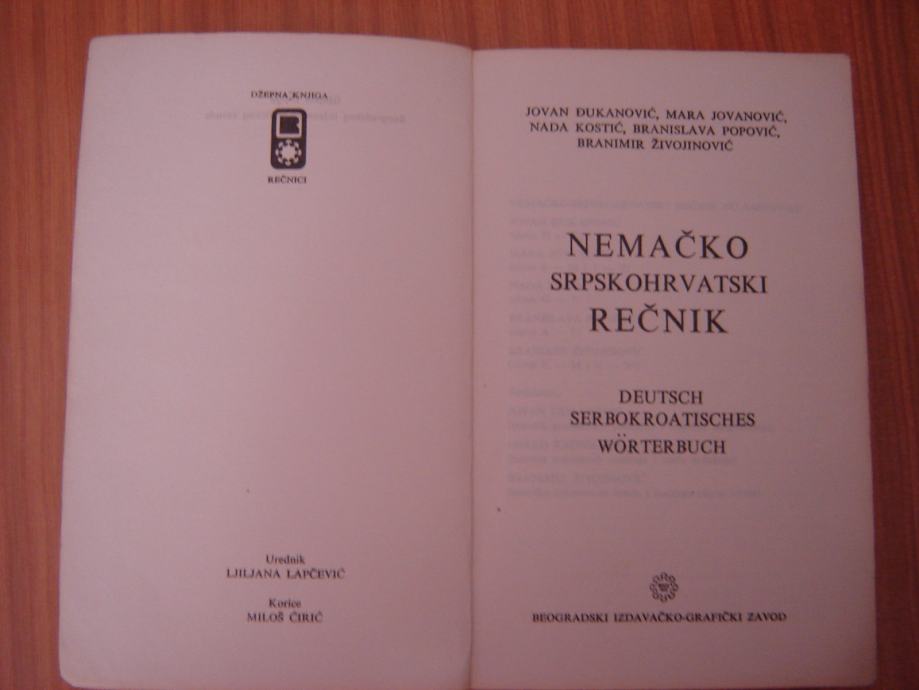 DŽEPNA KNJIGA
REČNICI
Urednik
LJILJANA LAPČEVIĆ
Korice
MILOŠ ĆIRIĆ
JOVAN ĐUKANOVIĆ, MARA JOVANOVIĆ,
NADA KOSTIĆ, BRANISLAVA POPOVIĆ,
BRANIMIR ŽIVOJINOVIĆ
NEMAČKO
SRPSKOHRVATSKI
REČNIK
DEUTSCH
SERBOKROATISCHES
WÖRTERBUCH
BEOGRADSKI IZDAVAČKO-GRAFIČKI ZAVOD